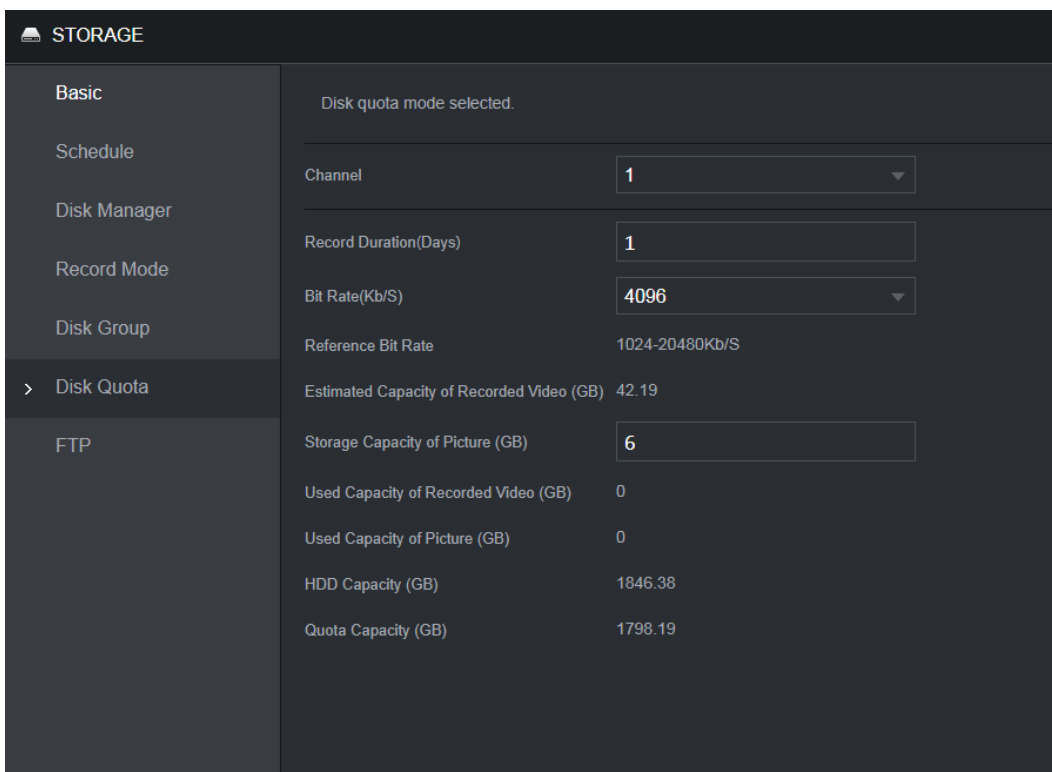 STORAGE
Basic
Schedule
Disk Manager
Record Mode
Disk Group
Disk Quota
FTP
Disk quota mode selected.
Channel 1
Record Duration(Days) 1
Bit Rate(Kb/S) 4096
Reference Bit Rate 1024-20480Kb/S
Estimated Capacity of Recorded Video (GB) 42.19
Storage Capacity of Picture (GB) 6
Used Capacity of Recorded Video (GB) 0
Used Capacity of Picture (GB) 0
HDD Capacity (GB) 1846.38
Quota Capacity (GB) 1798.19